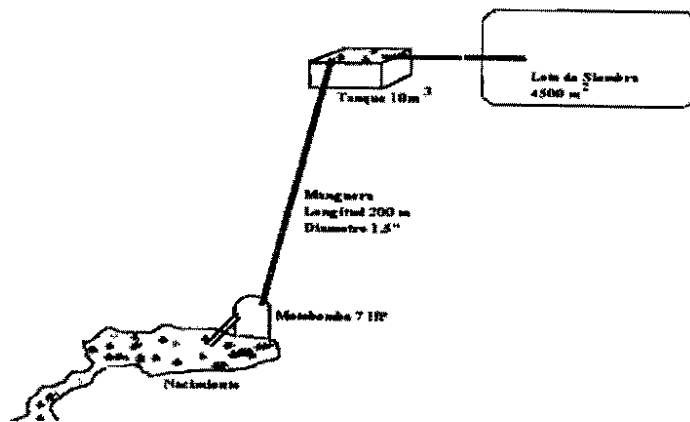 Tanque 10m³
Lote de Siembra
4500 m²
Manguera
Longitud 200 m
Diametro 1.5"
Motobomba 7 HP
Nacimiento